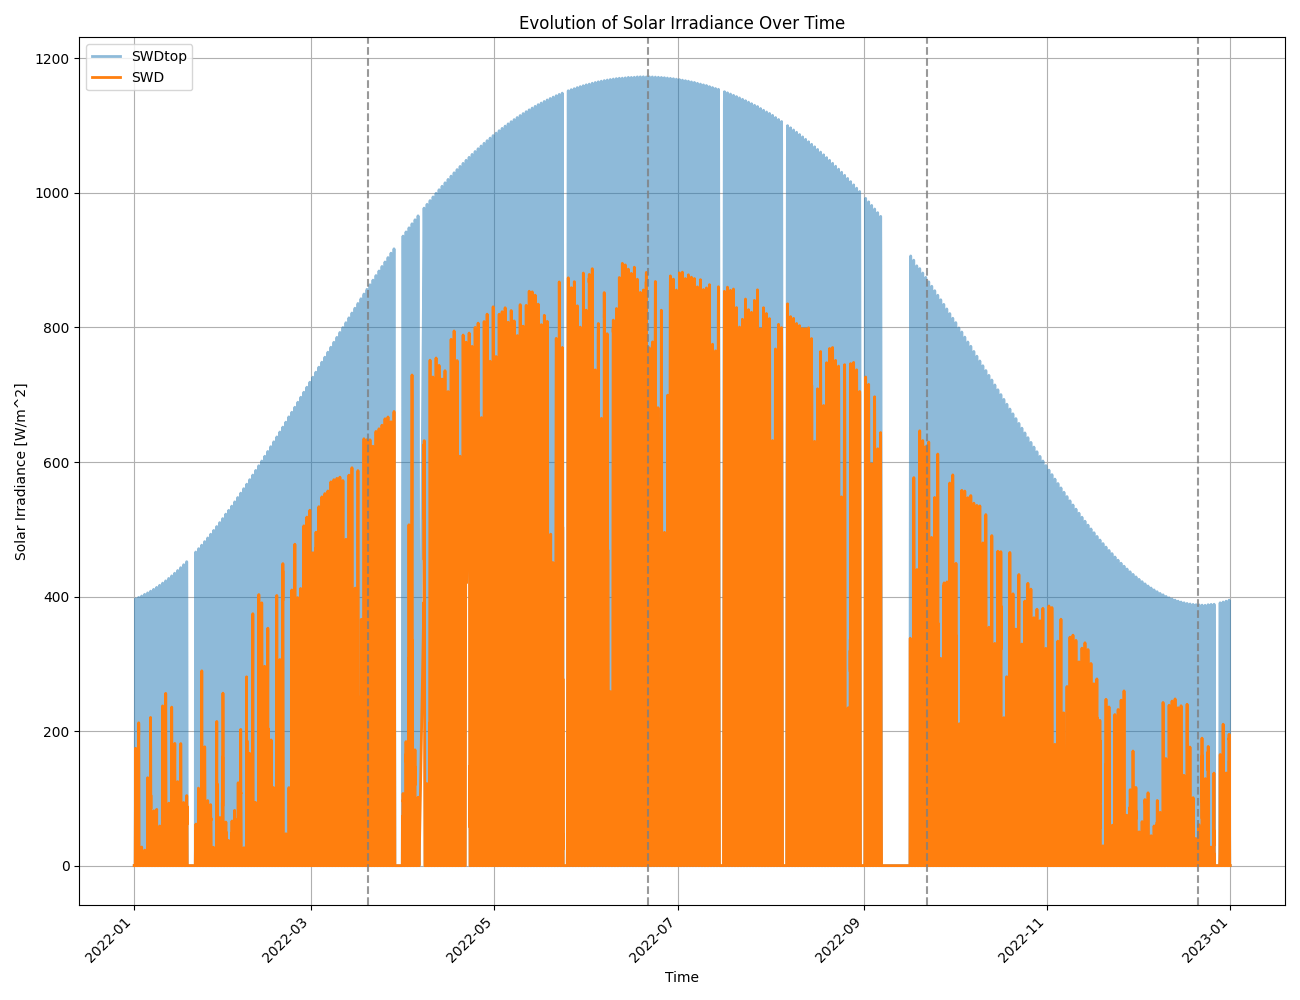 Evolution of Solar Irradiance Over Time
SWDtop
SWD
1200
1000
800
600
400
200
0
Solar Irradiance [W/m^2]
2022-01
2022-03
2022-05
2022-07
2022-09
2022-11
2023-01
Time